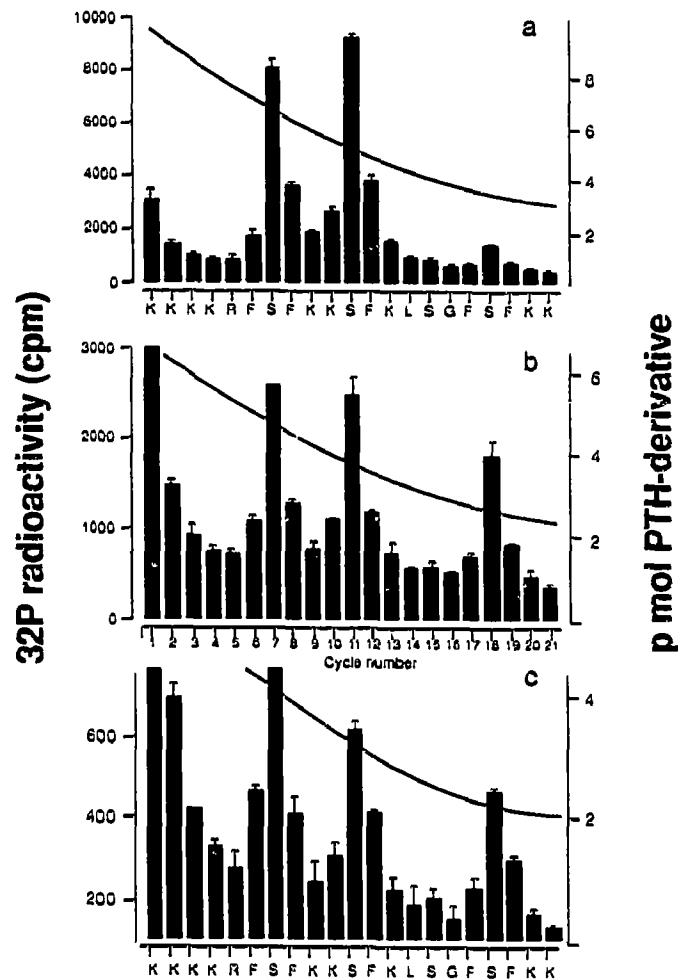 a
10000
8000
6000
4000
2000
0
8
6
4
2
K K K K R F S F K K S F K L S G F S F K K
32P radioactivity (cpm)
p mol PTH-derivative
b
3000
2000
1000
0
6
4
2
1 2 3 4 5 6 7 8 9 10 11 12 13 14 15 16 17 18 19 20 21
Cycle number
c
600
400
200
4
2
K K K K R F S F K K S F K L S G F S F K K